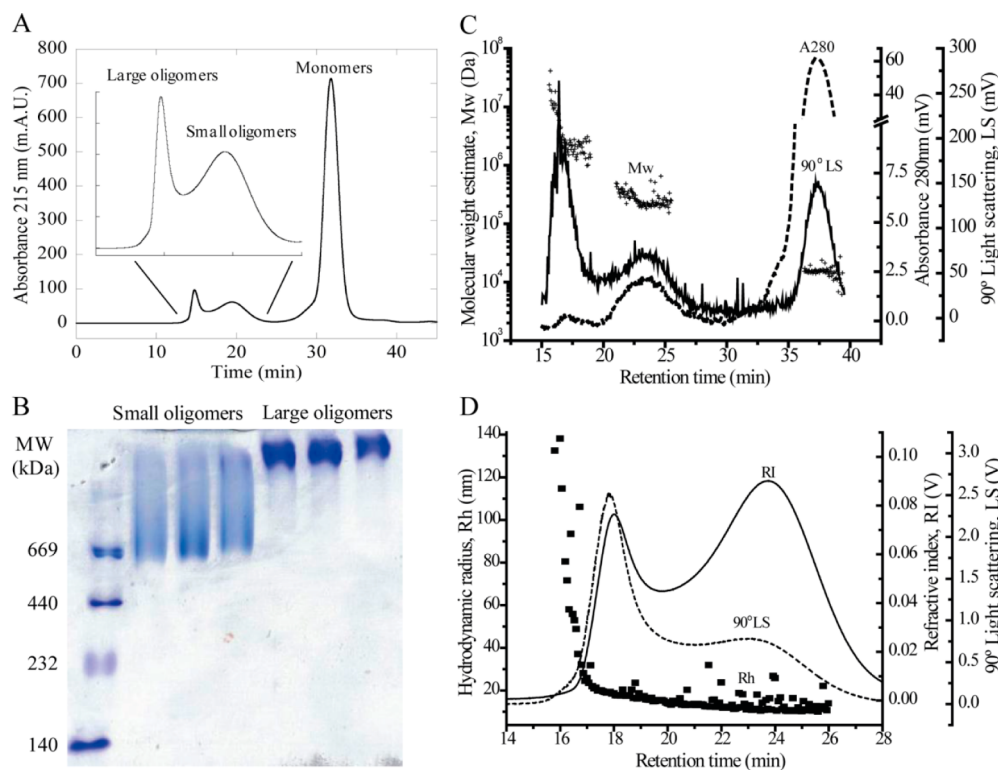 A
Absorbance 215 nm (m.A.U.)
800
700
600
500
400
300
200
100
0
0 10 20 30 40
Time (min)
Large oligomers
Small oligomers
Monomers
B
Small oligomers Large oligomers
MW
(kDa)
669
440
232
140
C
Molecular weight estimate, Mw (Da)
10⁸
10⁷
10⁶
10⁵
10⁴
10³
15 20 25 30 35 40
Retention time (min)
Mw
A280
90° LS
60
40
7.5
6.0
5.0
2.5
0.0
Absorbance 280nm (mV)
300
250
200
150
100
50
0
90° Light scattering, LS (mV)
D
Hydrodynamic radius, Rh (nm)
140
120
100
80
60
40
20
14 16 18 20 22 24 26 28
Retention time (min)
RI
90°LS
Rh
0.10
0.08
0.06
0.04
0.02
0.00
Refractive index, RI (V)
3.0
2.5
2.0
1.5
1.0
0.5
0.0
90° Light scattering, LS (V)